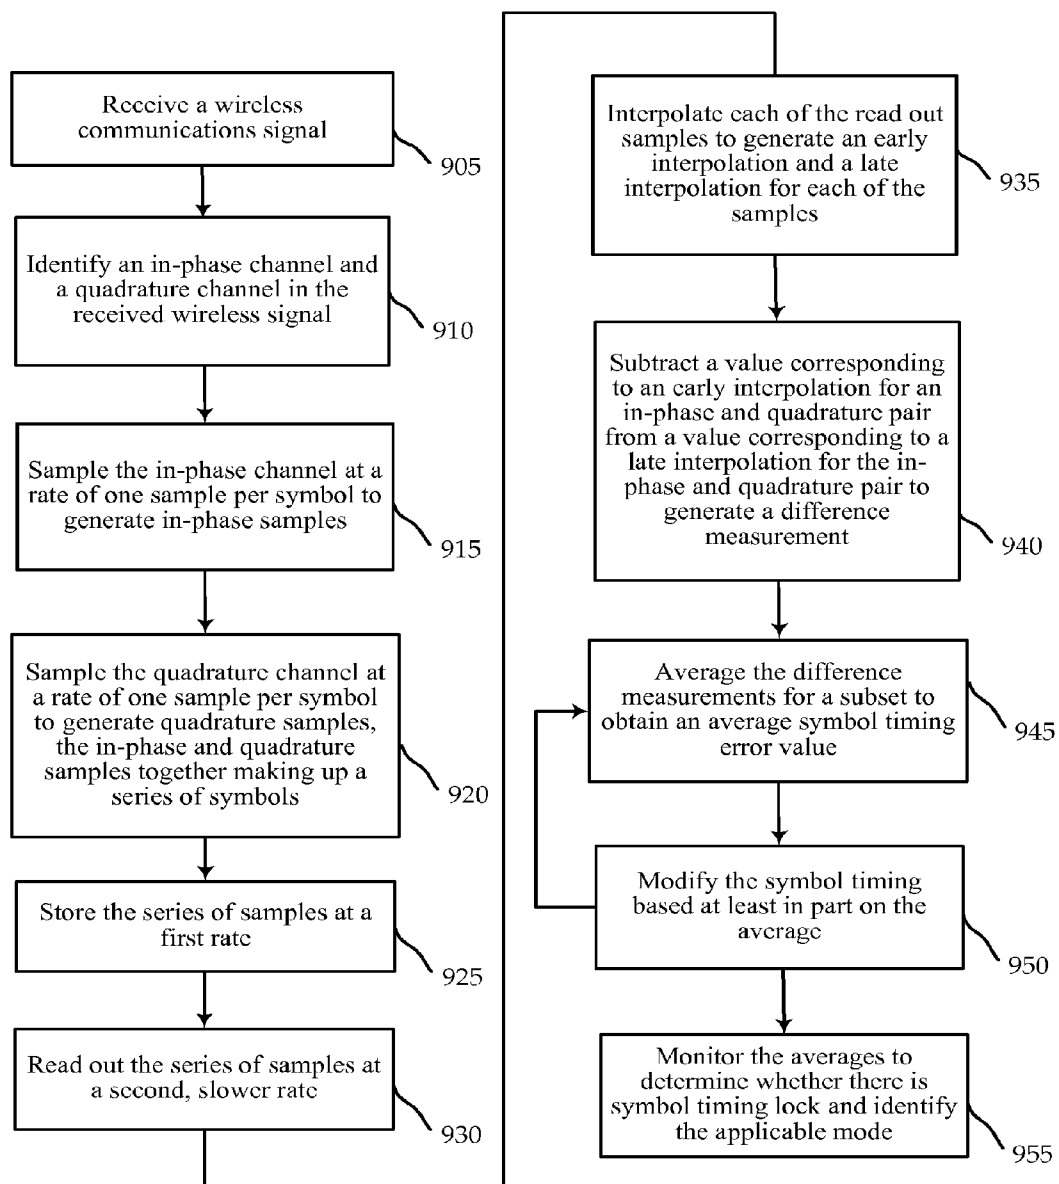 Receive a wireless
communications signal
905
Identify an in-phase channel and
a quadrature channel in the
received wireless signal
910
Sample the in-phase channel at a
rate of one sample per symbol to
generate in-phase samples
915
Sample the quadrature channel at
a rate of one sample per symbol
to generate quadrature samples,
the in-phase and quadrature
samples together making up a
series of symbols
920
Store the series of samples at a
first rate
925
Read out the series of samples at
a second, slower rate
930
Interpolate each of the read out
samples to generate an early
interpolation and a late
interpolation for each of the
samples
935
Subtract a value corresponding
to an early interpolation for an
in-phase and quadrature pair
from a value corresponding to a
late interpolation for the in-
phase and quadrature pair to
generate a difference
measurement
940
Average the difference
measurements for a subset to
obtain an average symbol timing
error value
945
Modify the symbol timing
based at least in part on the
average
950
Monitor the averages to
determine whether there is
symbol timing lock and identify
the applicable mode
955